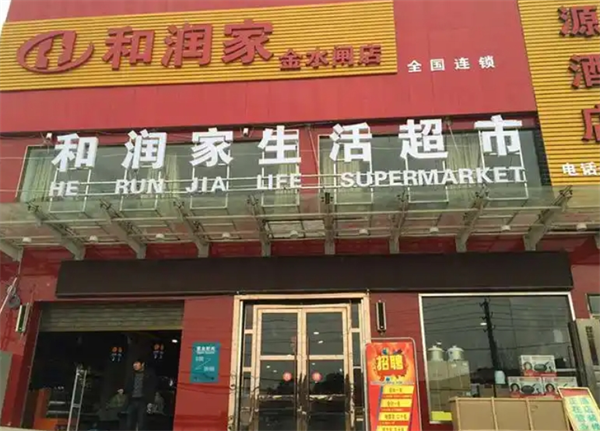 和润家 金水闸店
全国连锁
和润家生活超市
HE RUN JIA LIFE SUPERMARKET
源酒店
电话
招聘